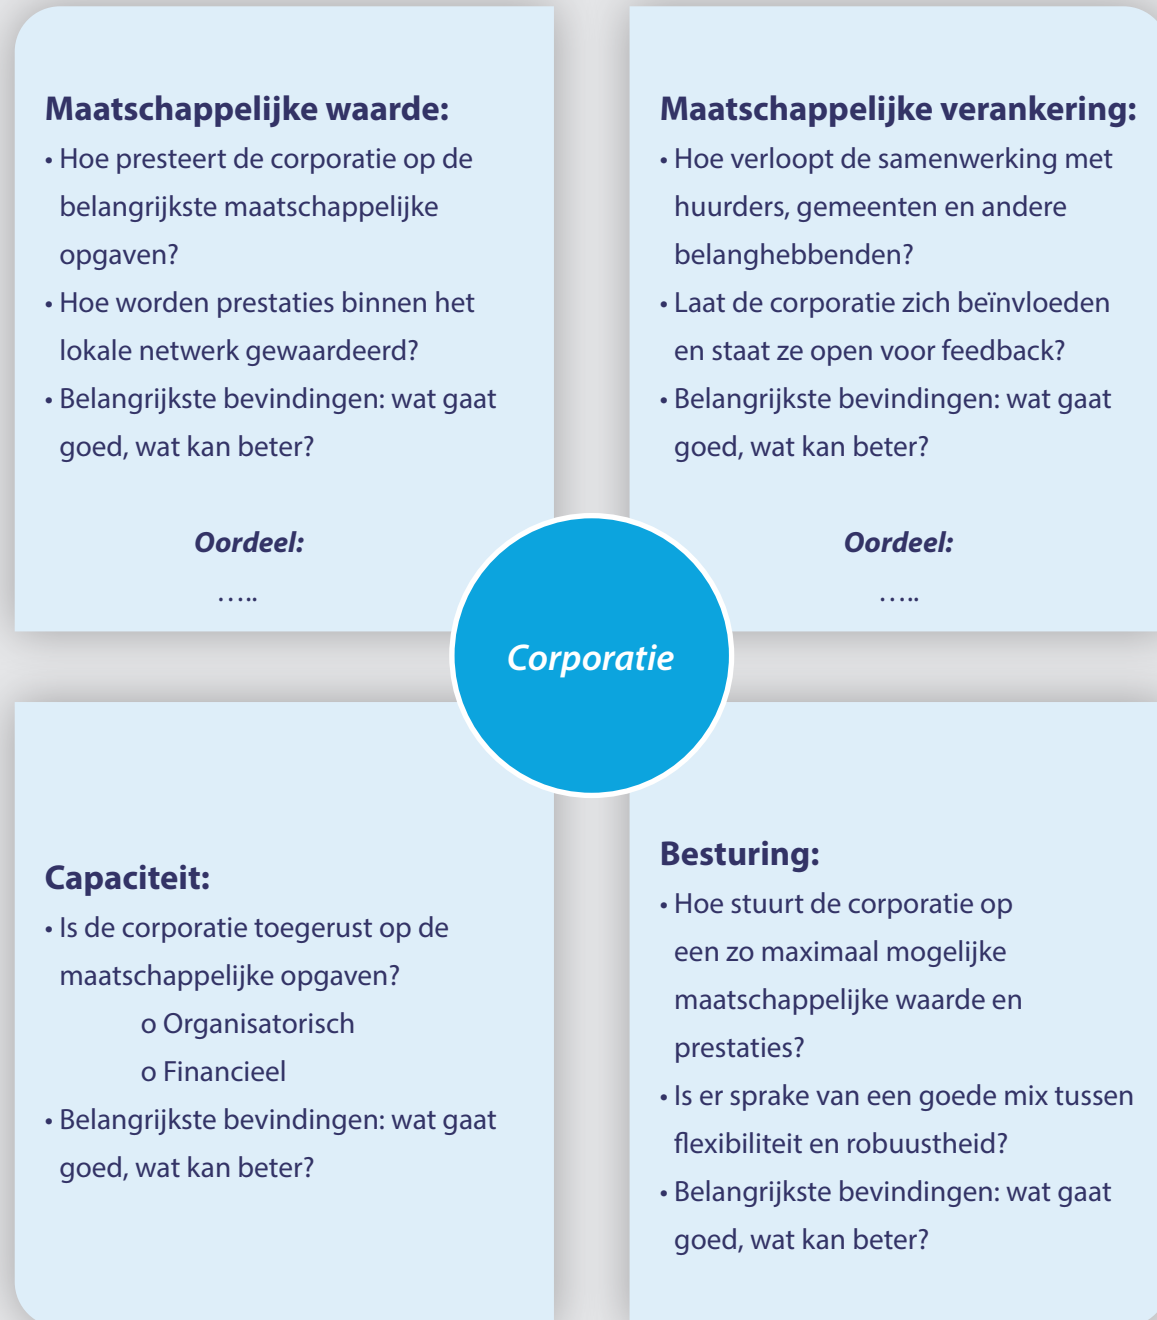 Maatschappelijke waarde:
• Hoe presteert de corporatie op de
belangrijkste maatschappelijke
opgaven?
• Hoe worden prestaties binnen het
lokale netwerk gewaardeerd?
• Belangrijkste bevindingen: wat gaat
goed, wat kan beter?
Oordeel:
…..
Maatschappelijke verankering:
• Hoe verloopt de samenwerking met
huurders, gemeenten en andere
belanghebbenden?
• Laat de corporatie zich beïnvloeden
en staat ze open voor feedback?
• Belangrijkste bevindingen: wat gaat
goed, wat kan beter?
Oordeel:
…..
Corporatie
Capaciteit:
• Is de corporatie toegerust op de
maatschappelijke opgaven?
o Organisatorisch
o Financieel
• Belangrijkste bevindingen: wat gaat
goed, wat kan beter?
Besturing:
• Hoe stuurt de corporatie op
een zo maximaal mogelijke
maatschappelijke waarde en
prestaties?
• Is er sprake van een goede mix tussen
flexibiliteit en robuustheid?
• Belangrijkste bevindingen: wat gaat
goed, wat kan beter?